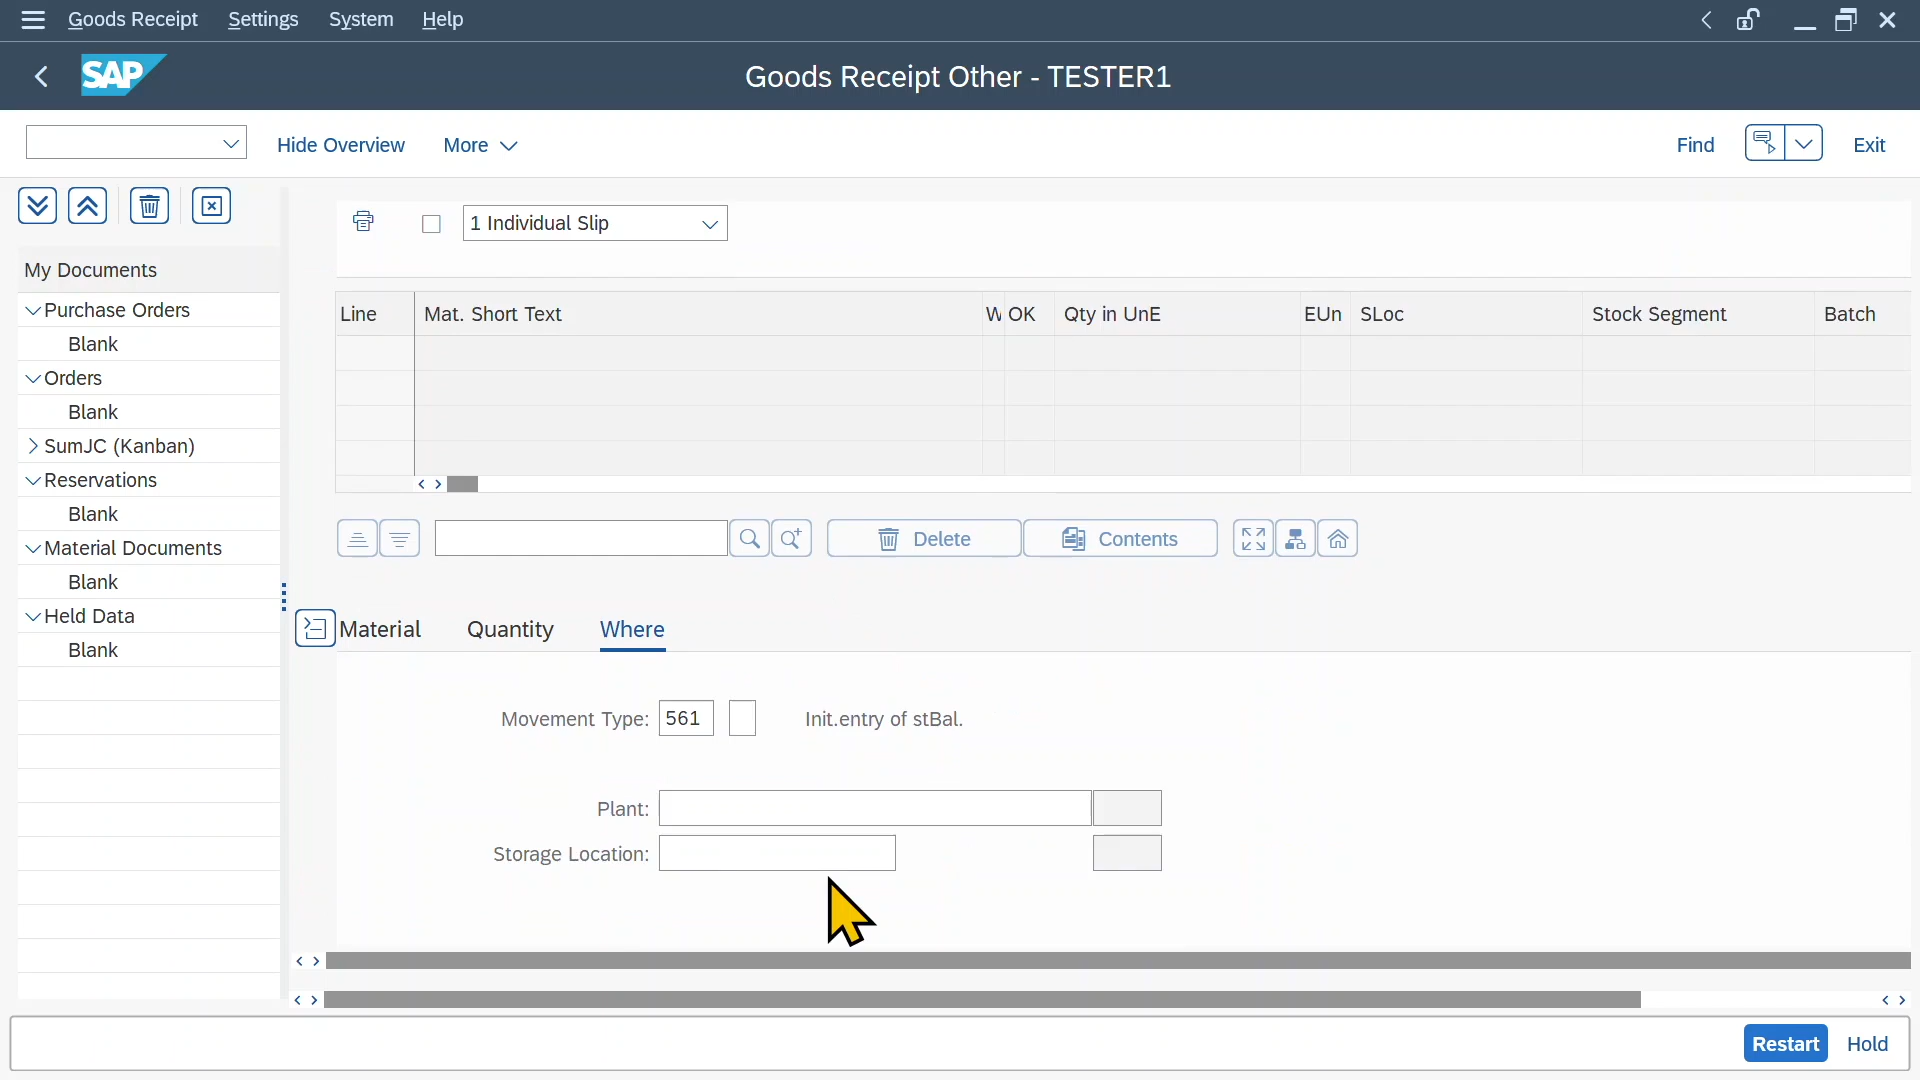 Goods Receipt Settings System Help
SAP
Goods Receipt Other - TESTER1
Hide Overview More Find Exit
1 Individual Slip
My Documents
Purchase Orders
Blank
Orders
Blank
SumJC (Kanban)
Reservations
Blank
Material Documents
Blank
Held Data
Blank
Line Mat. Short Text W OK Qty in UnE EUn SLoc Stock Segment Batch
Delete Contents
Material Quantity Where
Movement Type: 561 Init.entry of stBal.
Plant:
Storage Location:
Restart Hold